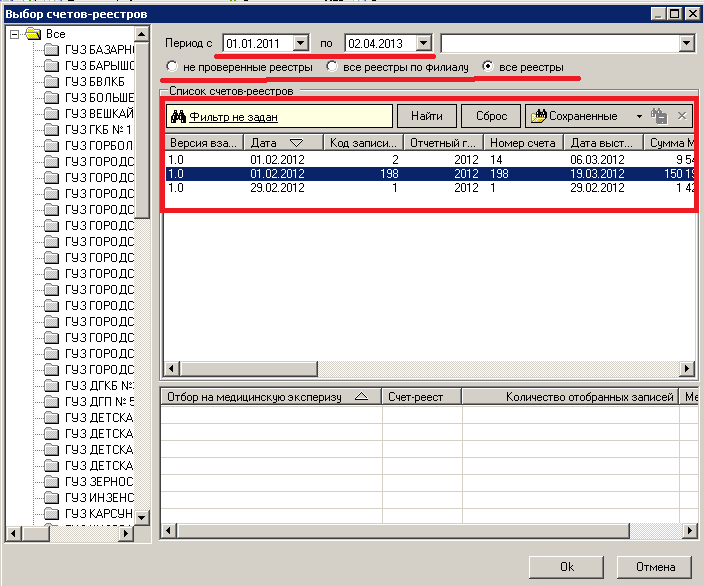 Выбор счетов-реестров
Все
ГУЗ БАЗАРН
ГУЗ БАРЫШС
ГУЗ БВЛКБ
ГУЗ БОЛЬШЕ
ГУЗ ВЕШКАЙ
ГУЗ ГКБ № 1
ГУЗ ГОРБОЛ
ГУЗ ГОРОДС
ГУЗ ГОРОДС
ГУЗ ГОРОДС
ГУЗ ГОРОДС
ГУЗ ГОРОДС
ГУЗ ГОРОДС
ГУЗ ГОРОДС
ГУЗ ГОРОДС
ГУЗ ГОРОДС
ГУЗ ГОРОДС
ГУЗ ГОРОДС
ГУЗ ГОРОДС
ГУЗ ГОРОДС
ГУЗ ГОРОДС
ГУЗ ДГКБ №
ГУЗ ДГП № 5
ГУЗ ДЕТСКА
ГУЗ ДЕТСКА
ГУЗ ДЕТСКА
ГУЗ ДЕТСКА
ГУЗ ЗЕРНОС
ГУЗ ИНЗЕНС
ГУЗ КАРСУН
Период с 01.01.2011 по 02.04.2013
не проверенные реестры все реестры по филиалу все реестры
Список счетов-реестров
Фильтр не задан Найти Сброс Сохраненные
Версия вза... Дата Код записи... Отчетный г... Номер счета Дата выст... Сумма М
1.0 01.02.2012 2 2012 14 06.03.2012 9 54
1.0 01.02.2012 198 2012 198 19.03.2012 150 19
1.0 29.02.2012 1 2012 1 29.02.2012 1 42
Отбор на медицинскую эксперизу Счет-реест Количество отобранных записей Ме
Ok Отмена